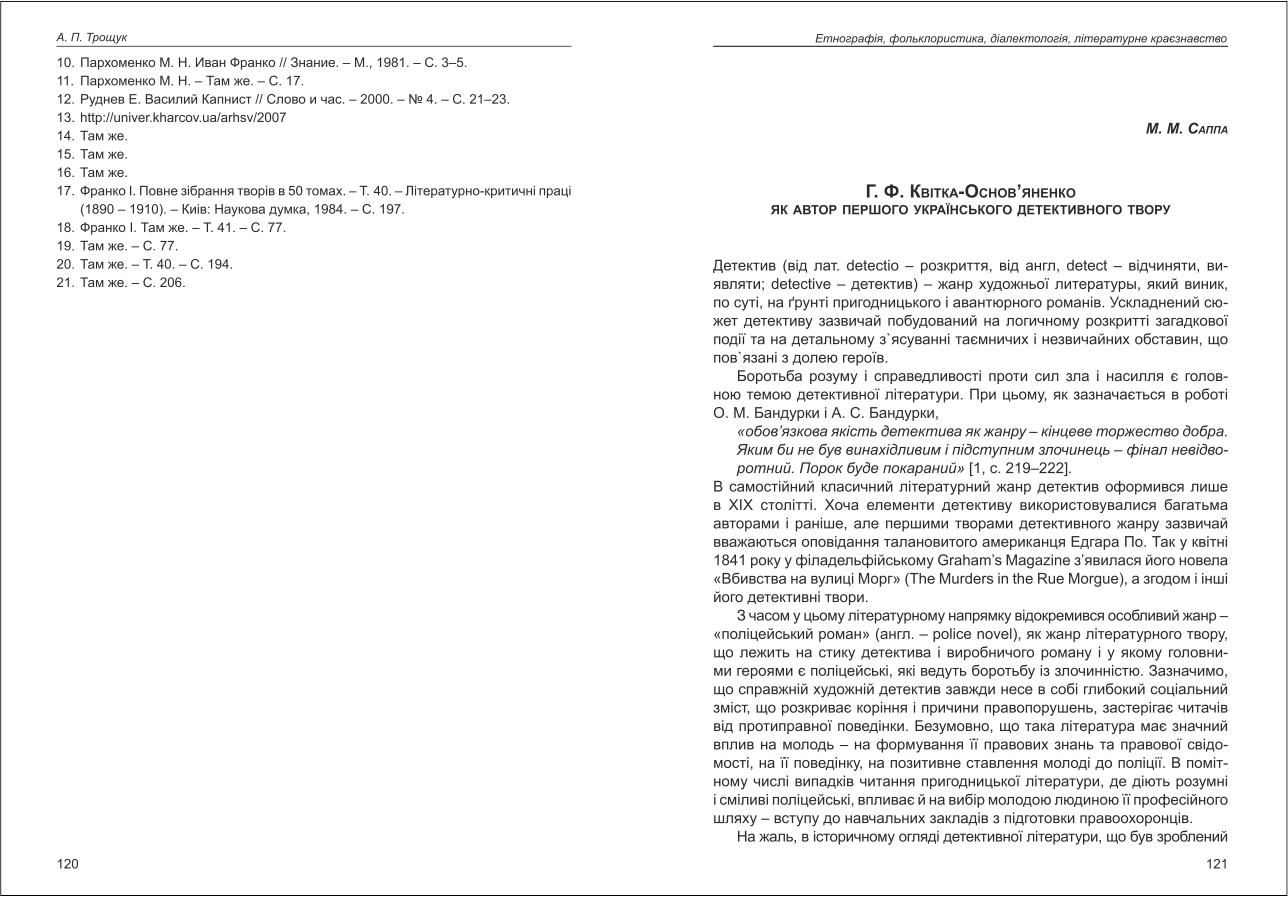 А. П. Трощук
10. Пархоменко М. Н. Иван Франко // Знание. – М., 1981. – С. 3–5.
11. Пархоменко М. Н. – Там же. – С. 17.
12. Руднев Е. Василий Капнист // Слово и час. – 2000. – № 4. – С. 21–23.
13. http://univer.kharcov.ua/arhsv/2007
14. Там же.
15. Там же.
16. Там же.
17. Франко І. Повне зібрання творів в 50 томах. – Т. 40. – Літературно-критичні праці
(1890 – 1910). – Київ: Наукова думка, 1984. – С. 197.
18. Франко І. Там же. – Т. 41. – С. 77.
19. Там же. – С. 77.
20. Там же. – Т. 40. – С. 194.
21. Там же. – С. 206.
120
Етнографія, фольклористика, діалектологія, літературне краєзнавство
М. М. Саппа
Г. Ф. Квітка-Основ’яненко
як автор першого українського детективного твору
Детектив (від лат. detectio – розкриття, від англ, detect – відчиняти, ви-
являти; detective – детектив) – жанр художньої литературы, який виник,
по суті, на ґрунті пригодницького і авантюрного романів. Ускладнений сю-
жет детективу зазвичай побудований на логичному розкритті загадкової
події та на детальному з`ясуванні таємничих і незвичайних обставин, що
пов`язані з долею героїв.
Боротьба розуму і справедливості проти сил зла і насилля є голов-
ною темою детективної літератури. При цьому, як зазначається в роботі
О. М. Бандурки і А. С. Бандурки,
«обов’язкова якість детектива як жанру – кінцеве торжество добра.
Яким би не був винахідливим і підступним злочинець – фінал невідво-
ротний. Порок буде покараний» [1, с. 219–222].
В самостійний класичний літературний жанр детектив оформився лише
в XIX столітті. Хоча елементи детективу використовувалися багатьма
авторами і раніше, але першими творами детективного жанру зазвичай
вважаються оповідання талановитого американця Едгара По. Так у квітні
1841 року у філадельфійському Graham’s Magazine з’явилася його новела
«Вбивства на вулиці Морг» (The Murders in the Rue Morgue), а згодом і інші
його детективні твори.
З часом у цьому літературному напрямку відокремився особливий жанр –
«поліцейський роман» (англ. – police novel), як жанр літературного твору,
що лежить на стику детектива і виробничого роману і у якому головни-
ми героями є поліцейські, які ведуть боротьбу із злочинністю. Зазначимо,
що справжній художній детектив завжди несе в собі глибокий соціальний
зміст, що розкриває коріння і причини правопорушень, застерігає читачів
від протиправної поведінки. Безумовно, що така література має значний
вплив на молодь – на формування її правових знань та правової свідо-
мості, на її поведінку, на позитивне ставлення молоді до поліції. В поміт-
ному числі випадків читання пригодницької літератури, де діють розумні
і сміливі поліцейські, впливає й на вибір молодою людиною її професійного
шляху – вступу до навчальних закладів з підготовки правоохоронців.
На жаль, в історичному огляді детективної літератури, що був зроблений
121